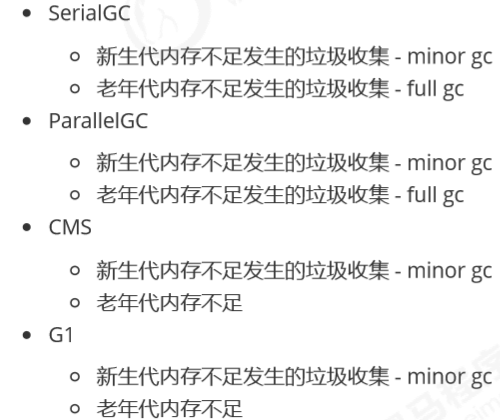 SerialGC
新生代内存不足发生的垃圾收集 - minor gc
老年代内存不足发生的垃圾收集 - full gc
ParallelGC
新生代内存不足发生的垃圾收集 - minor gc
老年代内存不足发生的垃圾收集 - full gc
CMS
新生代内存不足发生的垃圾收集 - minor gc
老年代内存不足
G1
新生代内存不足发生的垃圾收集 - minor gc
老年代内存不足